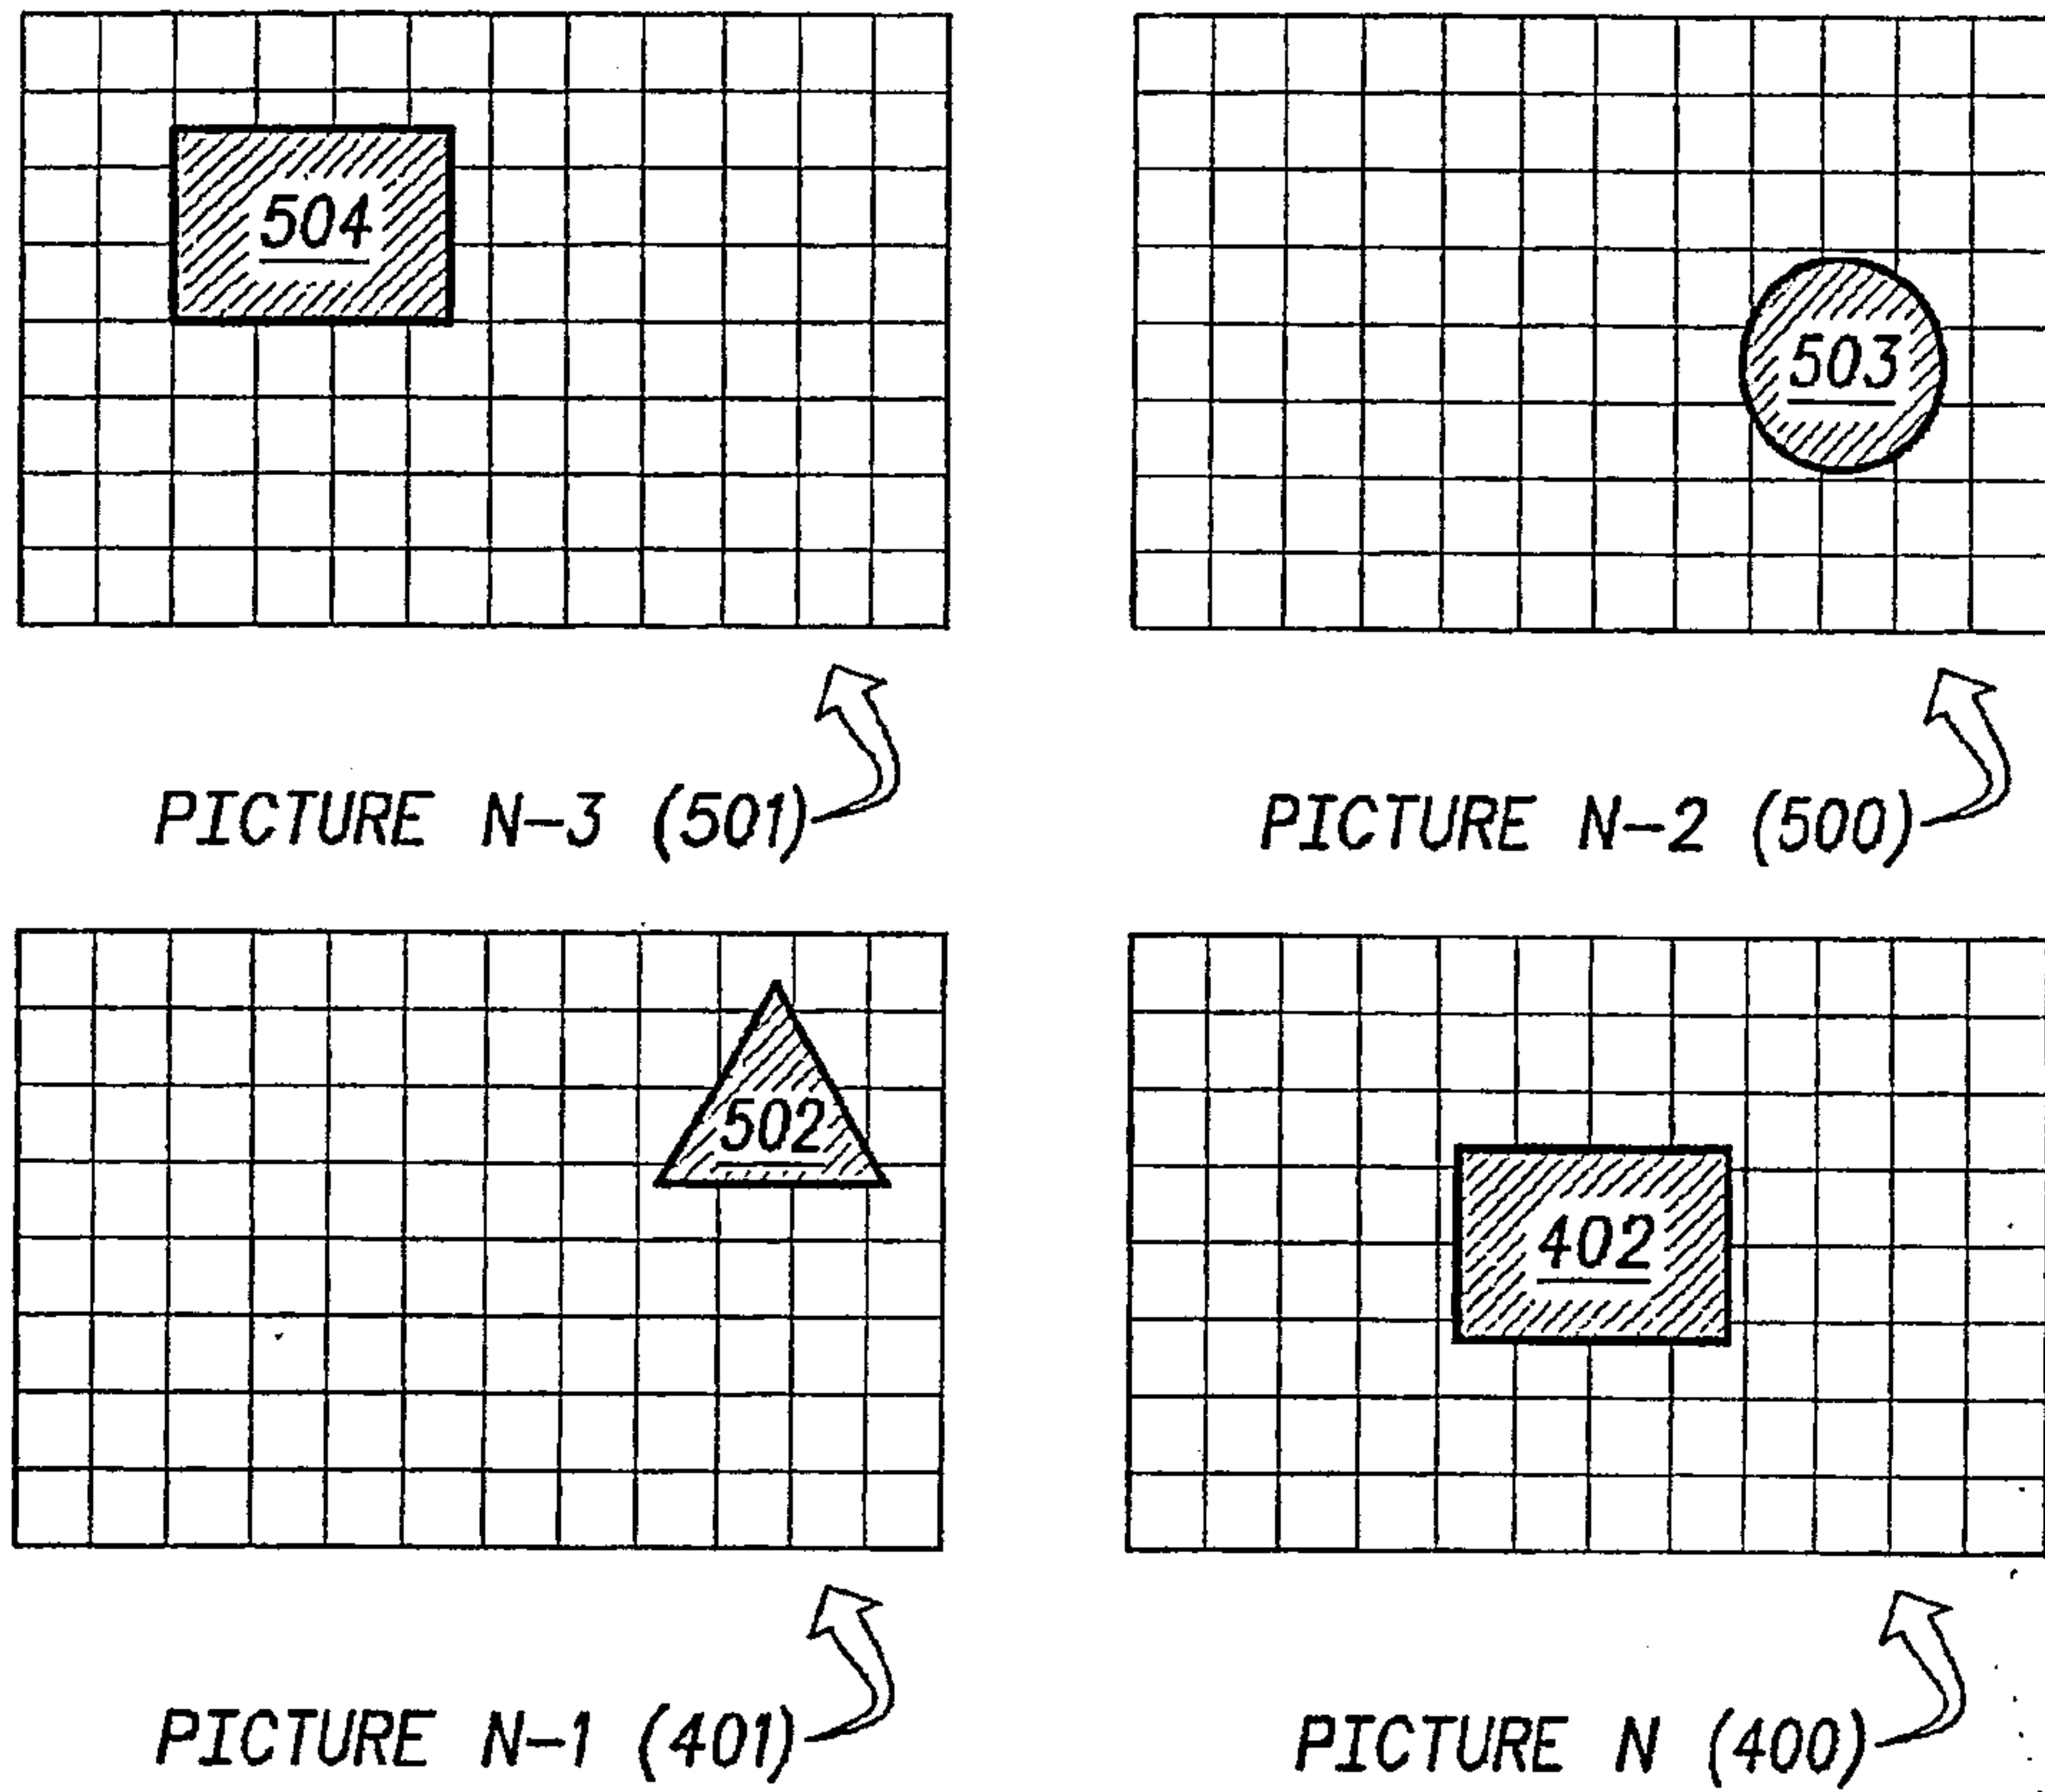 504
503
PICTURE N-3 (501)
PICTURE N-2 (500)
502
402
PICTURE N-1 (401)
PICTURE N (400)